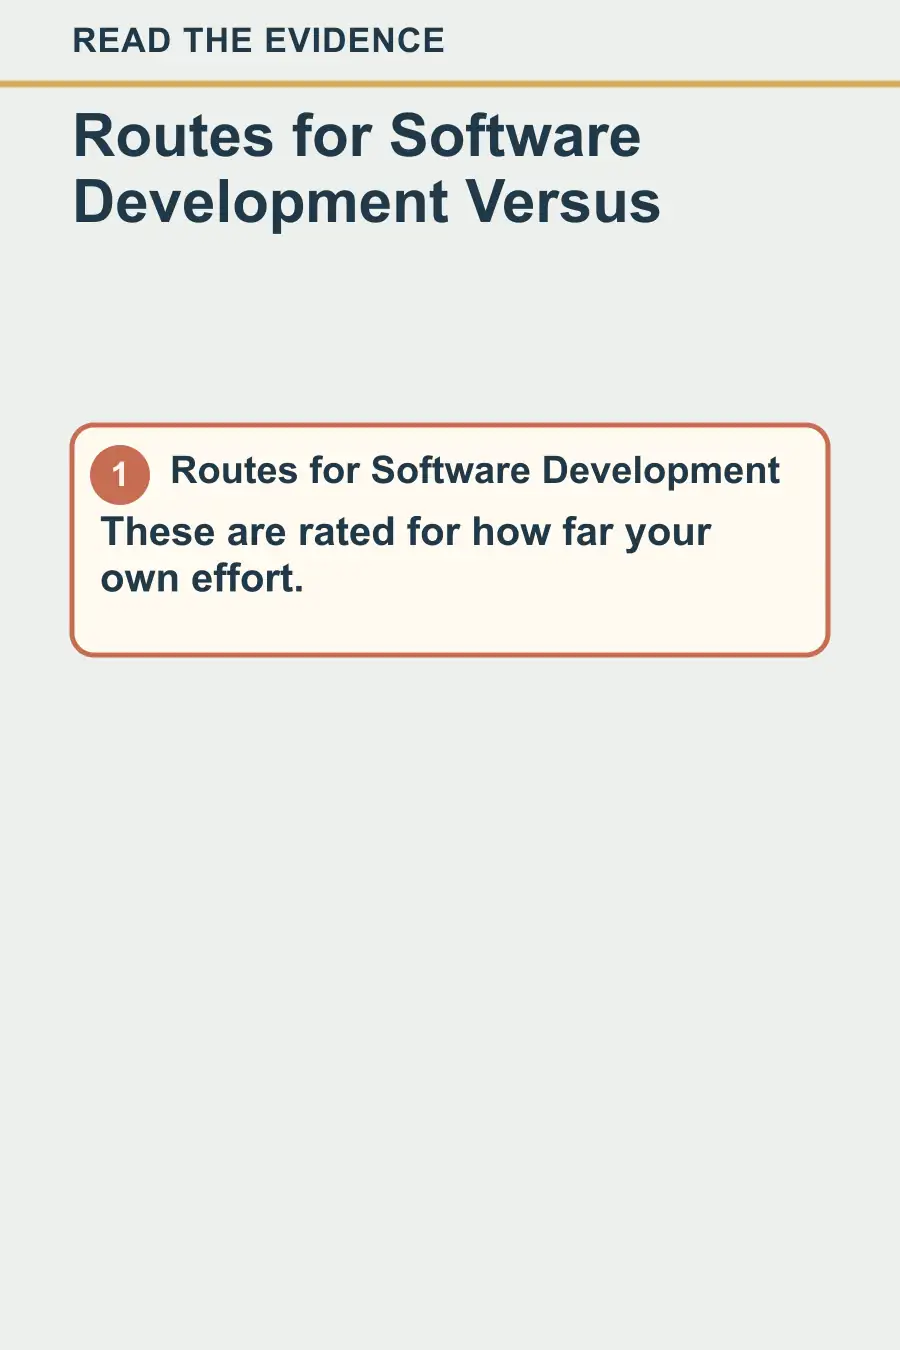 READ THE EVIDENCE
Routes for Software
Development Versus
1 Routes for Software Development
These are rated for how far your
own effort.